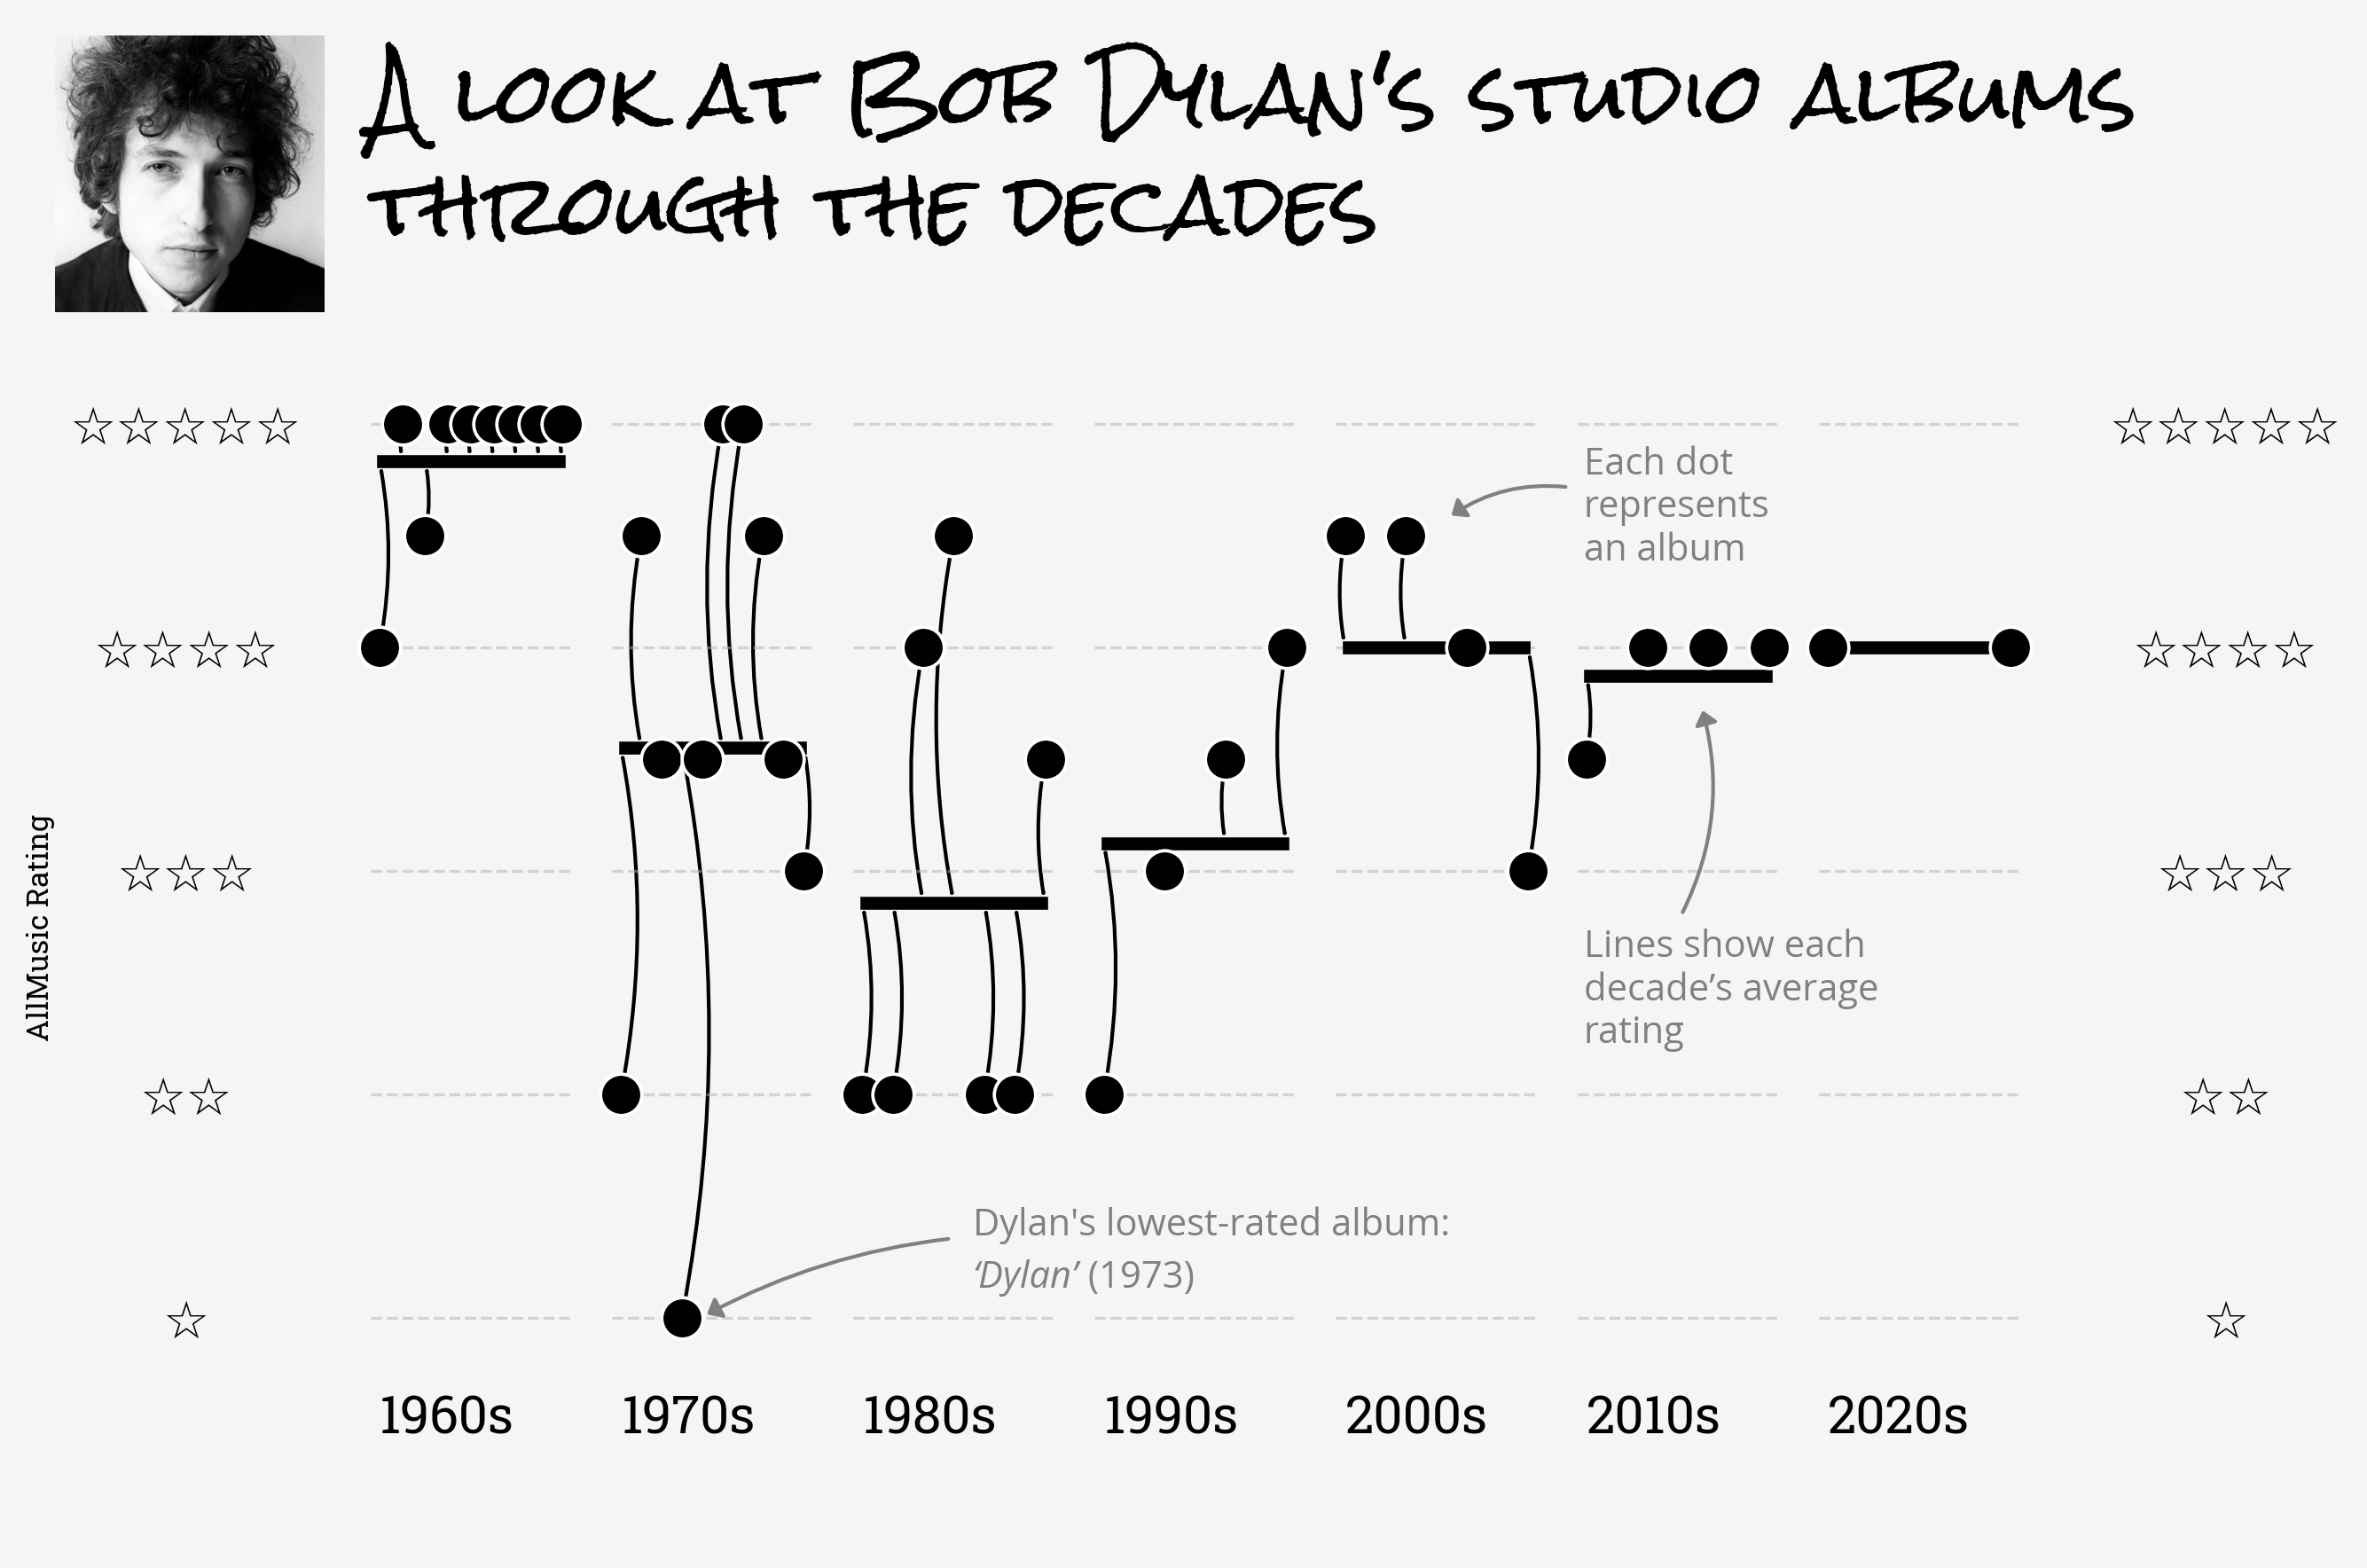 A look at Bob Dylan's studio albums
through the decades
☆☆☆☆☆ ☆☆☆☆☆
Each dot
represents
an album
☆☆☆☆ ☆☆☆☆
☆☆☆ ☆☆☆
AllMusic Rating
Lines show each
decade’s average
rating
☆☆ ☆☆
Dylan's lowest-rated album:
‘Dylan’ (1973)
☆ ☆
1960s 1970s 1980s 1990s 2000s 2010s 2020s